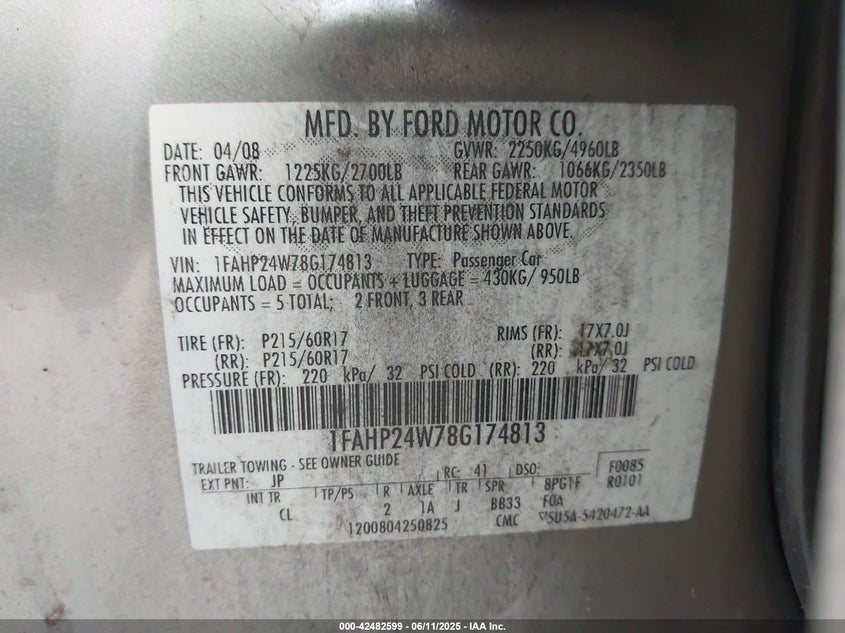 MFD. BY FORD MOTOR CO.
DATE: 04/08 GVWR: 2250KG/4960LB
FRONT GAWR: 1225KG/2700LB REAR GAWR: 1066KG/2350LB
THIS VEHICLE CONFORMS TO ALL APPLICABLE FEDERAL MOTOR
VEHICLE SAFETY, BUMPER, AND THEFT PREVENTION STANDARDS
IN EFFECT ON THE DATE OF MANUFACTURE SHOWN ABOVE.
VIN: 1FAHP24W78G174813 TYPE: Passenger Car
MAXIMUM LOAD = OCCUPANTS + LUGGAGE = 430KG/ 950LB
OCCUPANTS = 5 TOTAL; 2 FRONT, 3 REAR
TIRE (FR): P215/60R17 RIMS (FR): 17X7.0J
(RR): P215/60R17 (RR): 17X7.0J
PRESSURE (FR): 220 kPa/ 32 PSI COLD (RR): 220 kPa/ 32 PSI COLD
1FAHP24W78G174813
TRAILER TOWING - SEE OWNER GUIDE
EXT PNT: JP RC: 41 DSO: F0085
INT TR TP/PS R AXLE TR SPR 8PG1F R0101
CL 2 1A J BB33 F0A
1200804250825 CMC 5U5A-5420472-AA
000-42482599 - 06/11/2025 - IAA Inc.